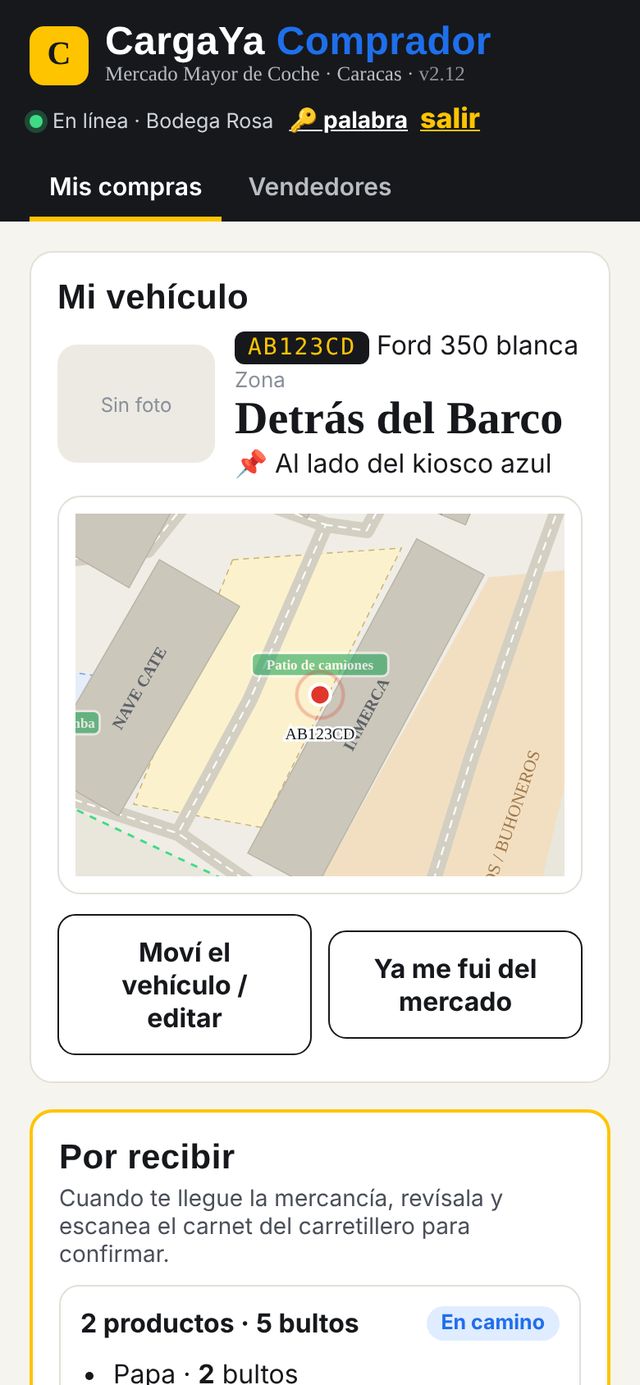 C
CargaYa Comprador
Mercado Mayor de Coche · Caracas · v2.12
En línea · Bodega Rosa 🔑 palabra salir
Mis compras Vendedores
Mi vehículo
Sin foto
AB123CD Ford 350 blanca
Zona
Detrás del Barco
📌 Al lado del kiosco azul
NAVE CATE
Patio de camiones
AB123CD
Moví el
vehículo /
editar
Ya me fui del
mercado
Por recibir
Cuando te llegue la mercancía, revísala y
escanea el carnet del carretillero para
confirmar.
2 productos · 5 bultos
En camino
• Papa · 2 bultos